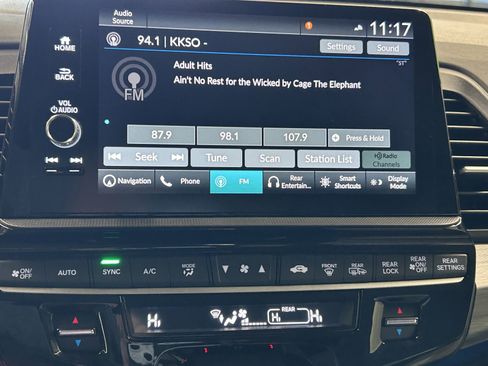 Audio
Source
11:17
HOME
94.1 | KKSO -
Settings
Sound
Adult Hits
"ST"
BACK
Ain't No Rest for the Wicked by Cage The Elephant
FM
VOL
AUDIO
87.9
98.1
107.9
+ Press & Hold
Seek
Tune
Scan
Station List
HD Radio
Channels
Navigation
Phone
FM
Rear
Entertain...
Smart
Shortcuts
Display
Mode
ON/
OFF
AUTO
SYNC
A/C
MODE
FRONT
REAR
REAR
LOCK
REAR
ON/
OFF
REAR
SETTINGS
REAR
HI
HI
HI